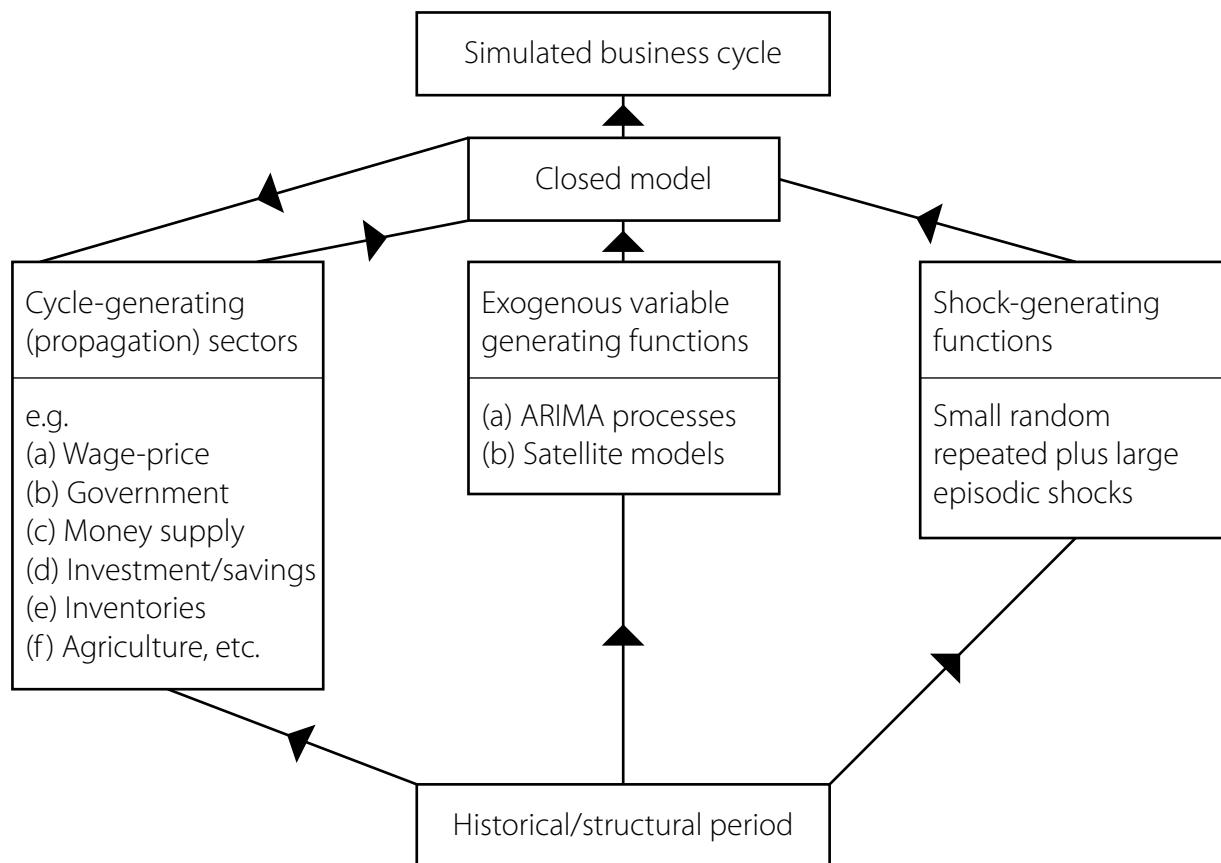 Simulated business cycle
Closed model
Cycle-generating
(propagation) sectors
e.g.
(a) Wage-price
(b) Government
(c) Money supply
(d) Investment/savings
(e) Inventories
(f) Agriculture, etc.
Exogenous variable
generating functions
(a) ARIMA processes
(b) Satellite models
Shock-generating
functions
Small random
repeated plus large
episodic shocks
Historical/structural period